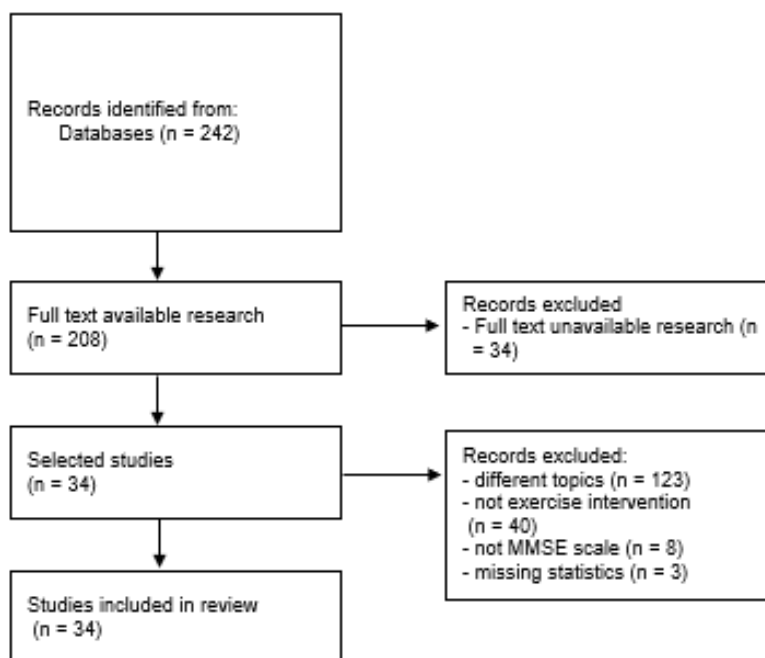 Records identified from:
Databases (n = 242)
Full text available research
(n = 208)
Records excluded
- Full text unavailable research (n
= 34)
Selected studies
(n = 34)
Records excluded:
- different topics (n = 123)
- not exercise intervention
(n = 40)
- not MMSE scale (n = 8)
- missing statistics (n = 3)
Studies included in review
(n = 34)